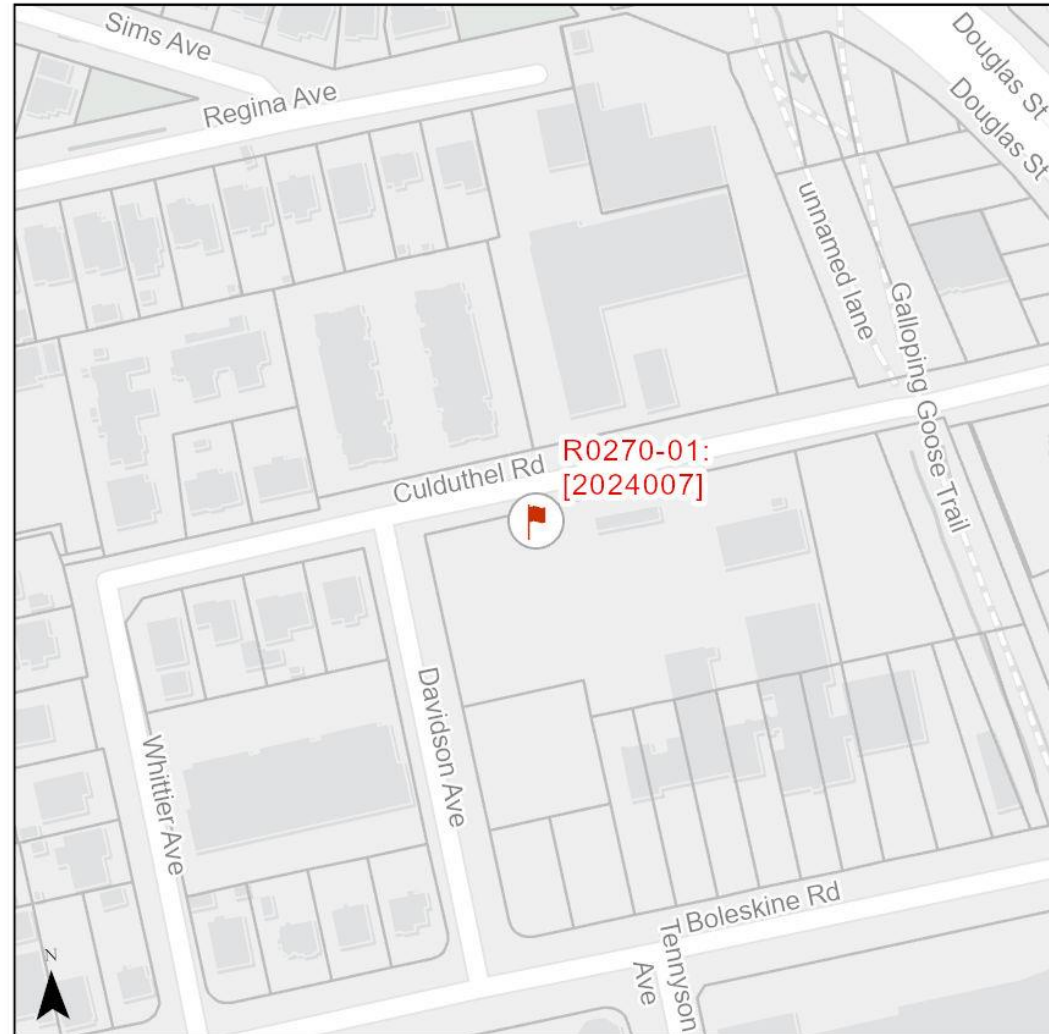 Sims Ave
Douglas St
Douglas St
Regina Ave
unnamed lane
Galloping Goose Trail
R0270-01:
[2024007]
Culduthel Rd
Davidson Ave
Whittier Ave
Boleskine Rd
Tennyson
Ave
N